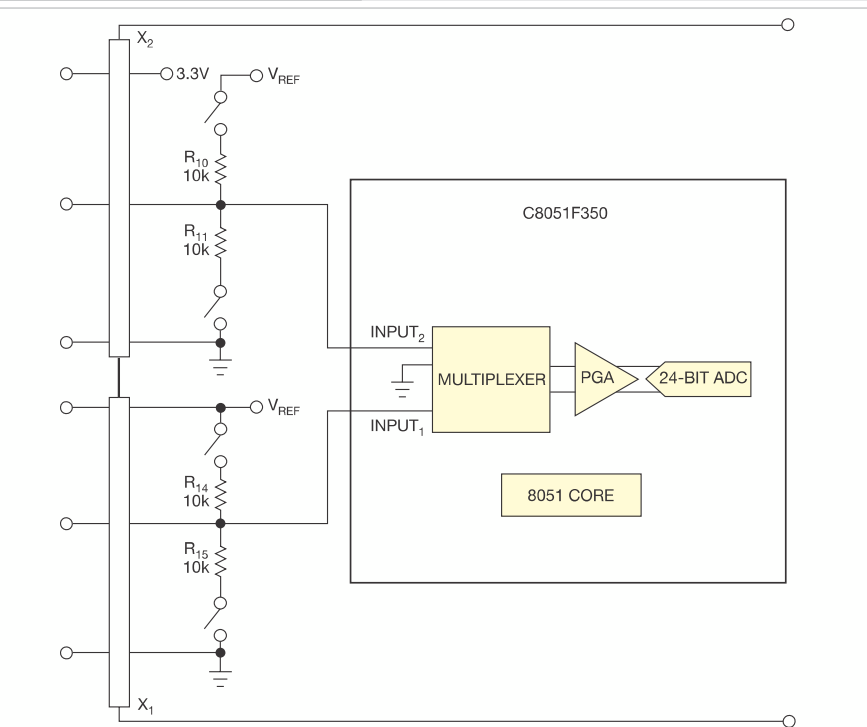 X2
3.3V
VREF
R10
10k
R11
10k
C8051F350
INPUT2
MULTIPLEXER
PGA
24-BIT ADC
INPUT1
VREF
R14
10k
8051 CORE
R15
10k
X1